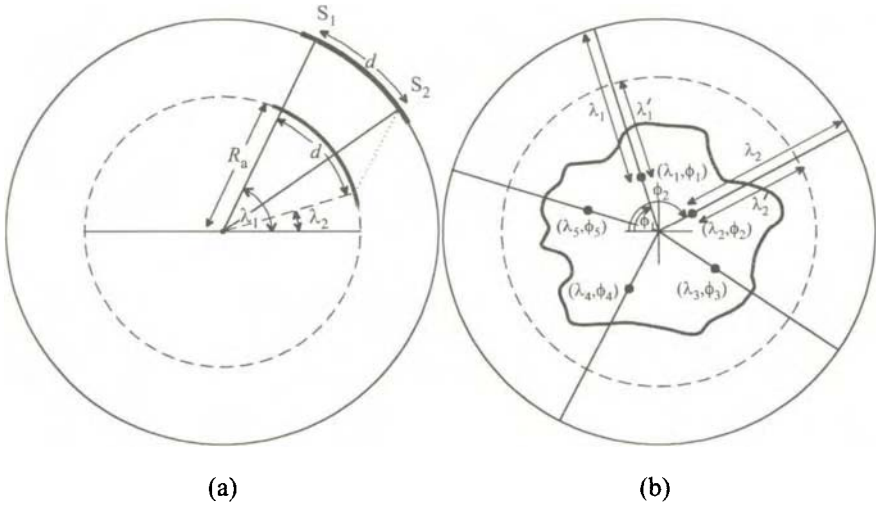 S₁
d
S₂
Rₐ
d
λ₁
λ₂
(a)
λ₁
λ₁′
(λ₁,ϕ₁)
ϕ₂
λ₂
λ₂′
(λ₅,ϕ₅)
(λ₂,ϕ₂)
(λ₄,ϕ₄)
(λ₃,ϕ₃)
(b)